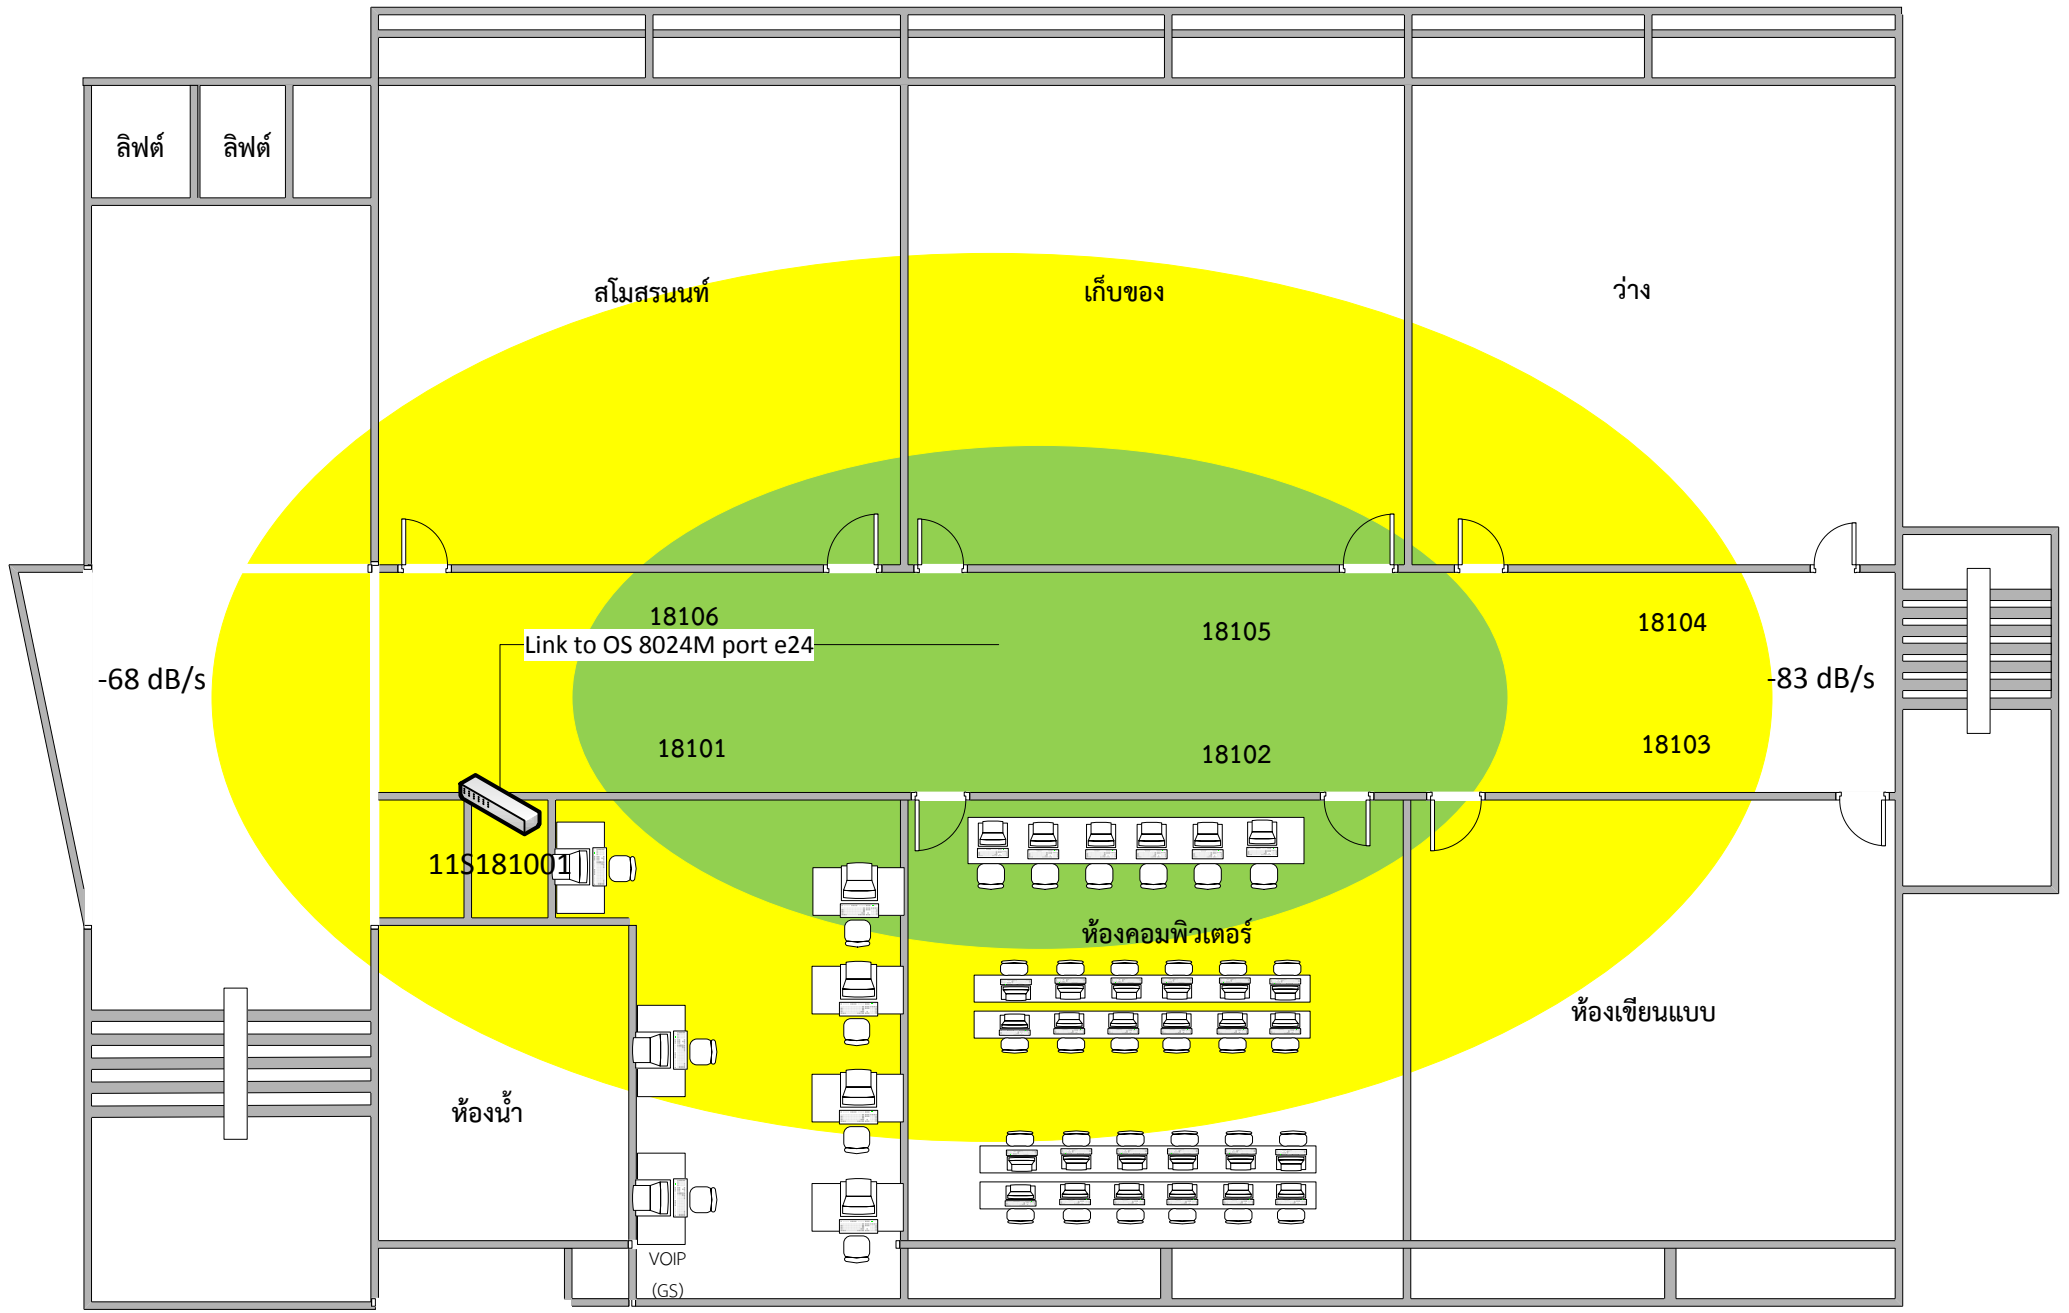 ลิฟต์
ลิฟต์
สโมสรนนท์
เก็บของ
ว่าง
18106
18105
18104
Link to OS 8024M port e24
-68 dB/s
-83 dB/s
18101
18102
18103
11S181001
ห้องคอมพิวเตอร์
ห้องเขียนแบบ
ห้องน้ำ
VOIP
(GS)